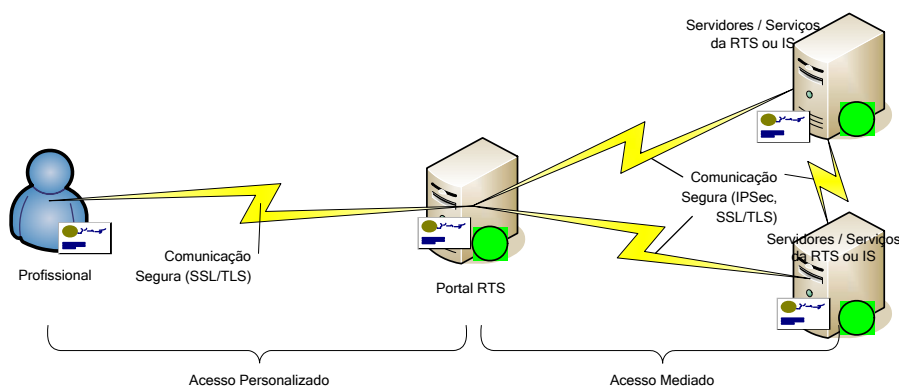 Servidores / Serviços
da RTS ou IS
Comunicação
Segura (IPSec,
SSL/TLS)
Servidores / Serviços
da RTS ou IS
Profissional
Comunicação
Segura (SSL/TLS)
Portal RTS
Acesso Personalizado
Acesso Mediado